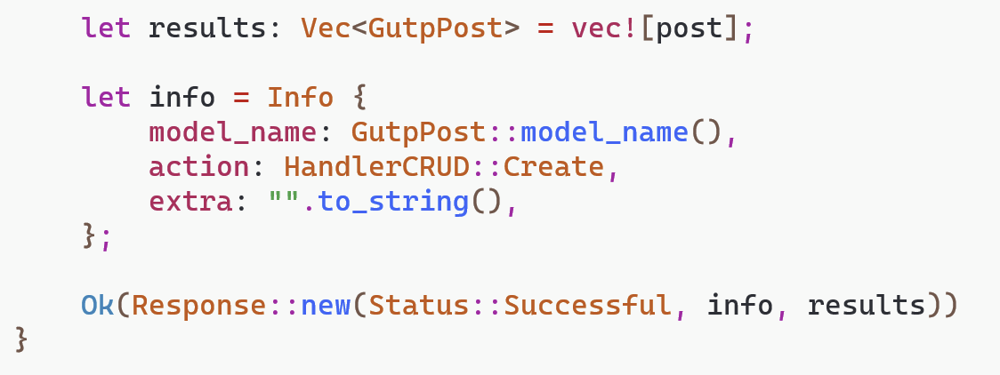 let results: Vec<GutpPost> = vec![post];

    let info = Info {
        model_name: GutpPost::model_name(),
        action: HandlerCRUD::Create,
        extra: "".to_string(),
    };

    Ok(Response::new(Status::Successful, info, results))
}